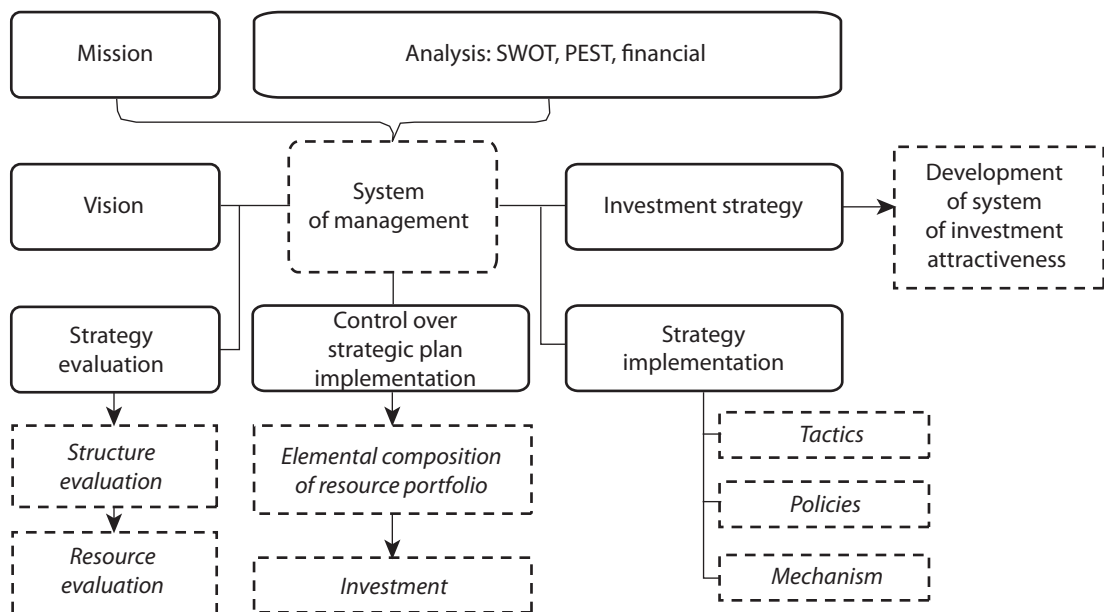 Mission
Analysis: SWOT, PEST, financial
Vision
System
of management
Investment strategy
Development
of system
of investment
attractiveness
Strategy
evaluation
Control over
strategic plan
implementation
Strategy
implementation
Structure
evaluation
Elemental composition
of resource portfolio
Tactics
Policies
Resource
evaluation
Investment
Mechanism